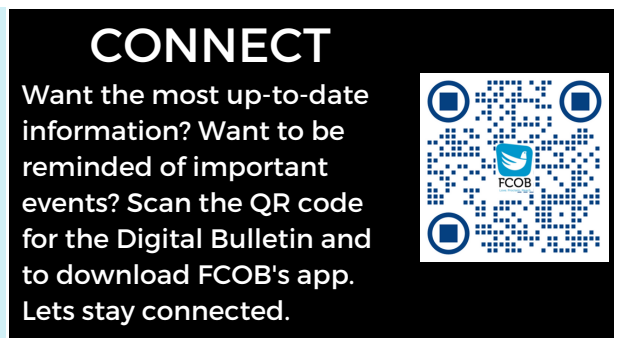 CONNECT
Want the most up-to-date
information? Want to be
reminded of important
events? Scan the QR code
for the Digital Bulletin and
to download FCOB's app.
Lets stay connected.
FCOB